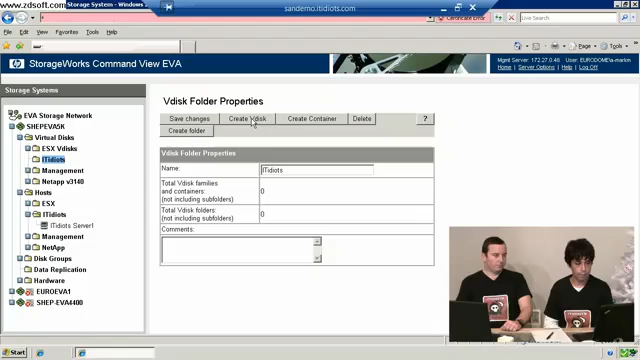 www.zdsoft.com
Storage System - Windows
sandemo.itidiots.com
Certificate Error
Live Search
File Edit View Favorites Tools Help
Page Tools
StorageWorks Command View EVA
Mgmt Server: 172.27.0.48 User: EURODOME\
Home | Server Options | Help | Log Off
Storage Systems
EVA Storage Network
SHEPEVA5K
Virtual Disks
ESX Vdisks
ITidiots
Management
Netapp v3140
Hosts
ESX
ITidiots
ITidiots Server1
Management
NetApp
Disk Groups
Data Replication
Hardware
EUROEVA1
SHEP-EVA4400
Vdisk Folder Properties
Save changes Create Vdisk Create Container Delete ?
Create folder
Vdisk Folder Properties
Name: ITidiots
Total Vdisk families and containers: (not including subfolders) 0
Total Vdisk folders: (not including subfolders) 0
Comments:
Start